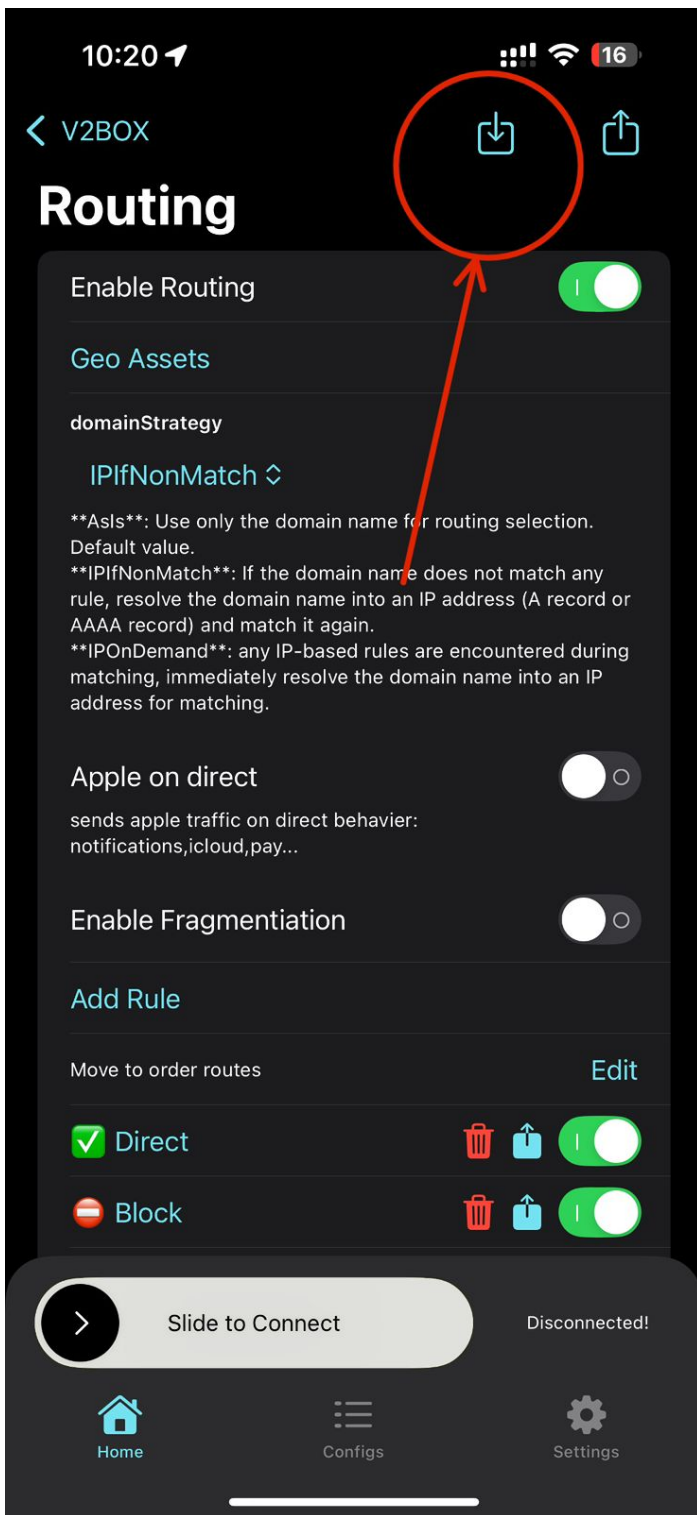 10:20
16
V2BOX
Routing
Enable Routing
Geo Assets
domainStrategy
IPIfNonMatch
**AsIs**: Use only the domain name for routing selection.
Default value.
**IPIfNonMatch**: If the domain name does not match any
rule, resolve the domain name into an IP address (A record or
AAAA record) and match it again.
**IPOnDemand**: any IP-based rules are encountered during
matching, immediately resolve the domain name into an IP
address for matching.
Apple on direct
sends apple traffic on direct behavier:
notifications,icloud,pay...
Enable Fragmentiation
Add Rule
Move to order routes Edit
Direct
Block
Slide to Connect Disconnected!
Home Configs Settings